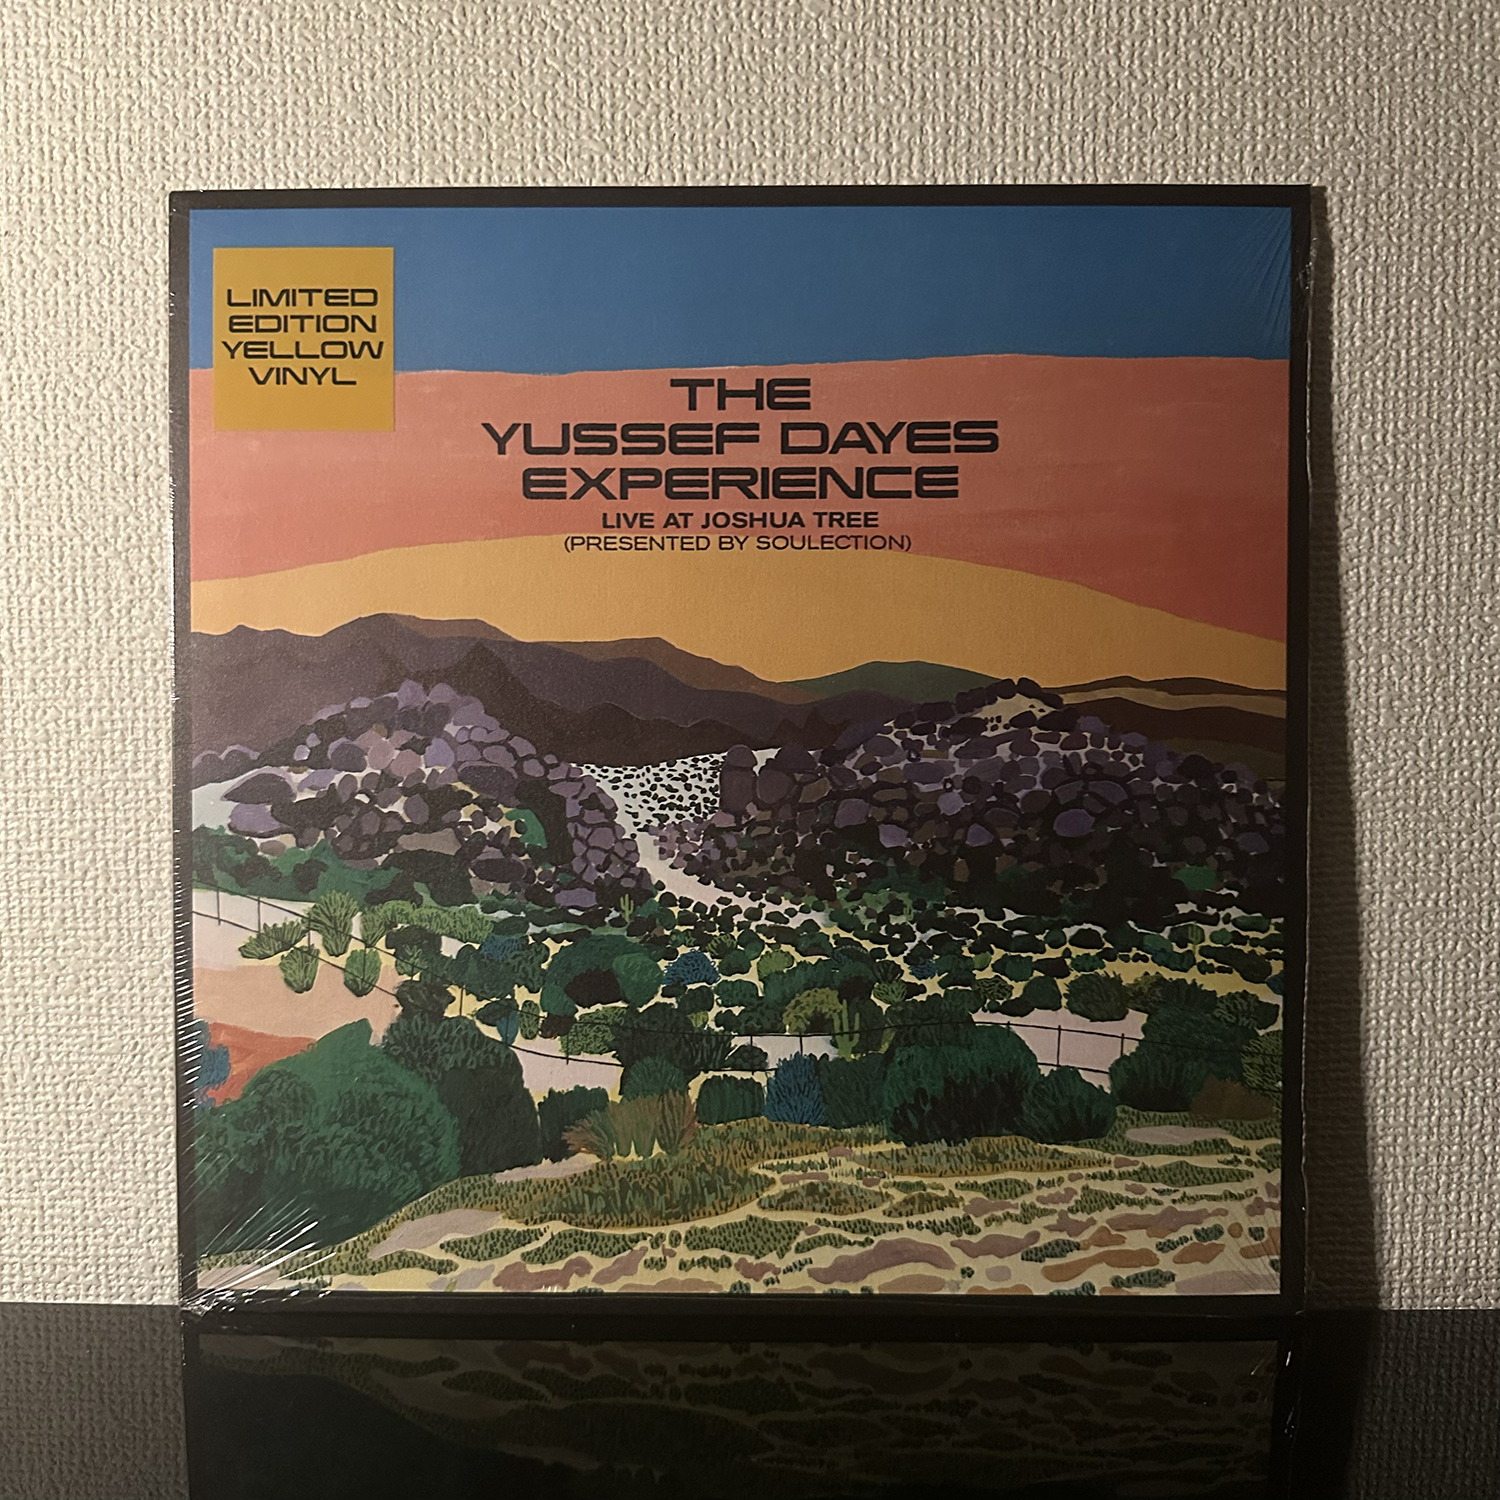 LIMITED
EDITION
YELLOW
VINYL
THE
YUSSEF DAYES
EXPERIENCE
LIVE AT JOSHUA TREE
(PRESENTED BY SOULECTION)